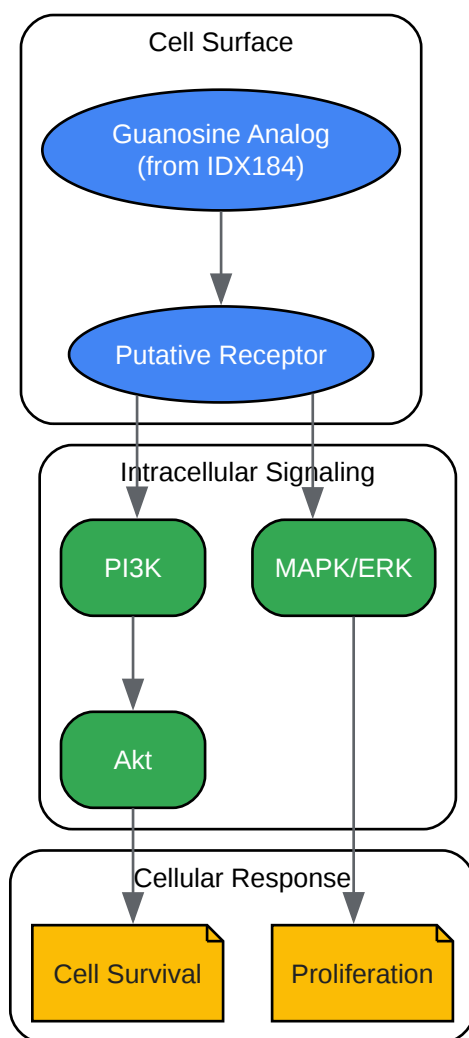 Cell Surface
Guanosine Analog
(from IDX184)
Putative Receptor
Intracellular Signaling
PI3K
MAPK/ERK
Akt
Cellular Response
Cell Survival
Proliferation